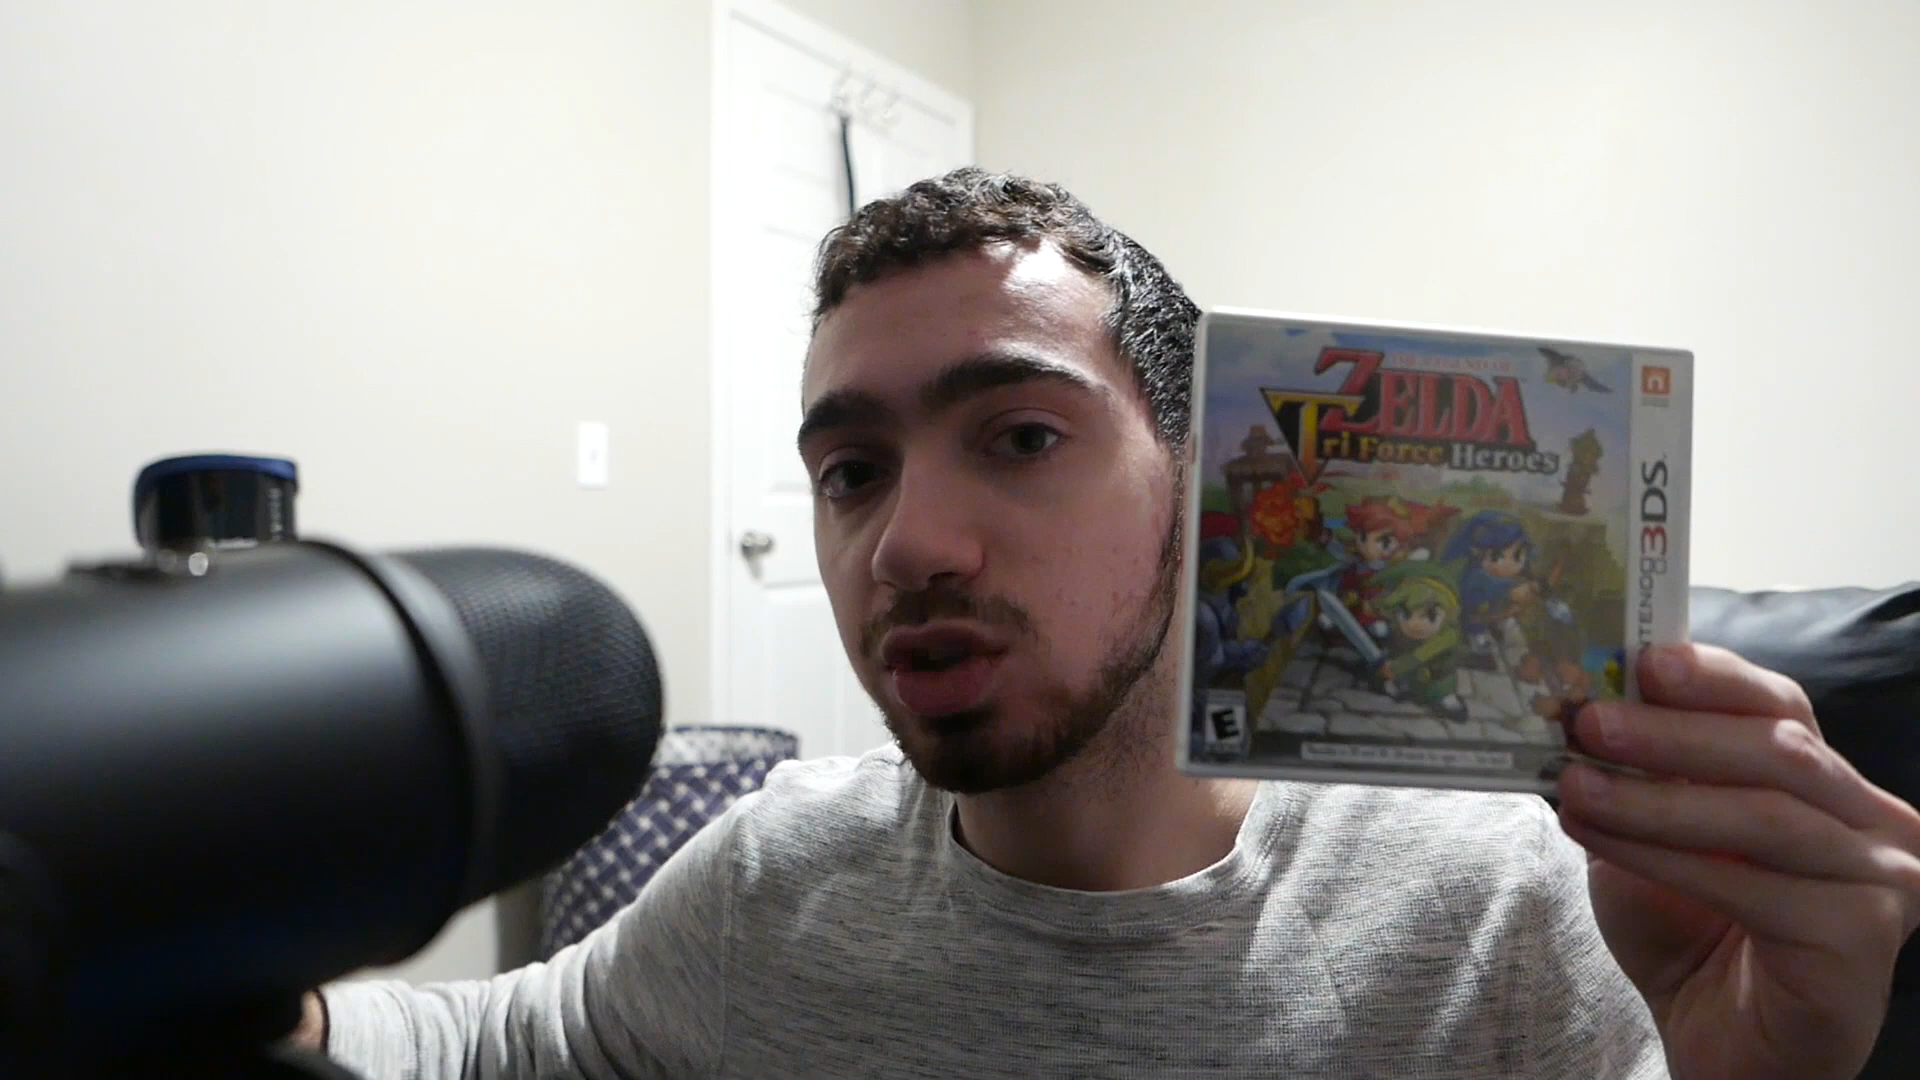 THE LEGEND OF
ZELDA
Tri Force Heroes
NINTENDO 3DS
E